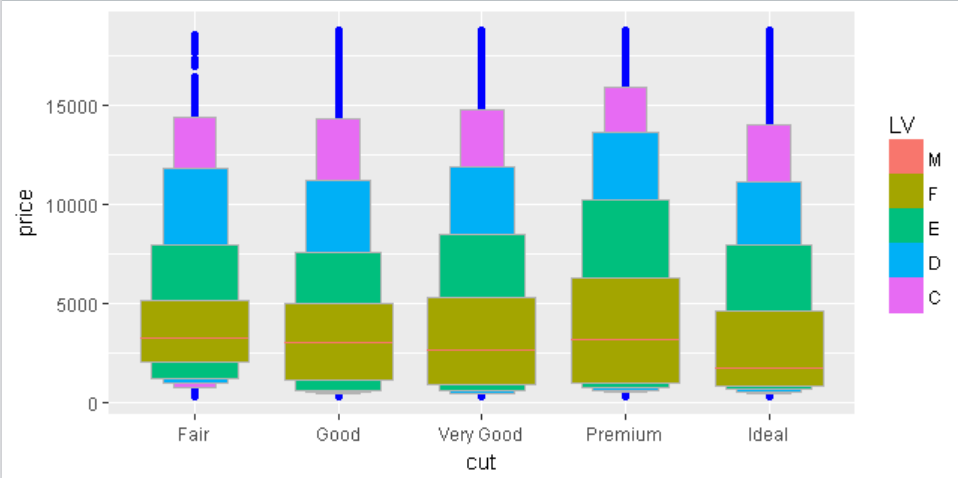 15000
10000
5000
0
price
Fair Good Very Good Premium Ideal
cut
LV
M
F
E
D
C